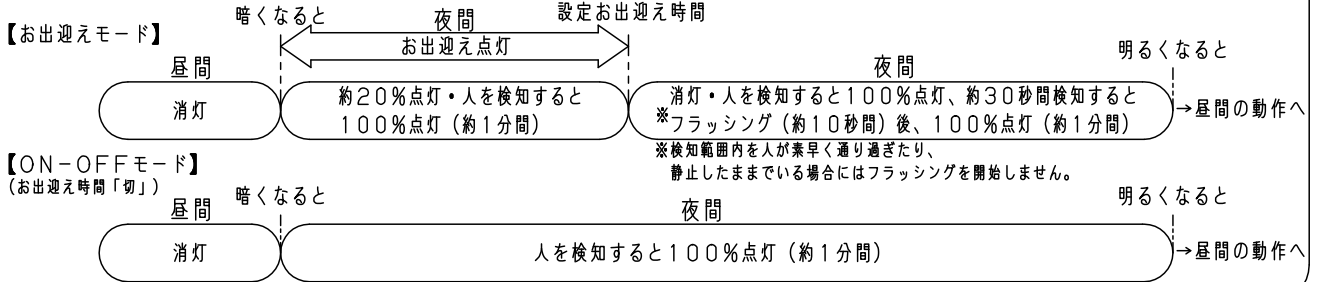 【お出迎えモード】
暗くなると
夜間
設定お出迎え時間
お出迎え点灯
明るくなると
昼間
夜間
消灯
約20%点灯・人を検知すると
100%点灯(約1分間)
消灯・人を検知すると100%点灯、約30秒間検知すると
※フラッシング(約10秒間)後、100%点灯(約1分間)
→昼間の動作へ
※検知範囲内を人が素早く通り過ぎたり、
静止したままでいる場合にはフラッシングを開始しません。
【ON-OFFモード】
(お出迎え時間「切」)
昼間
暗くなると
夜間
明るくなると
消灯
人を検知すると100%点灯(約1分間)
→昼間の動作へ